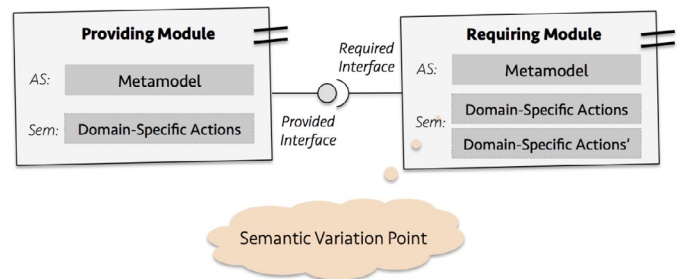 Providing Module
AS:
Metamodel
Sem:
Domain-Specific Actions
Required
Interface
Provided
Interface
Requiring Module
AS:
Metamodel
Sem:
Domain-Specific Actions
Domain-Specific Actions’
Semantic Variation Point